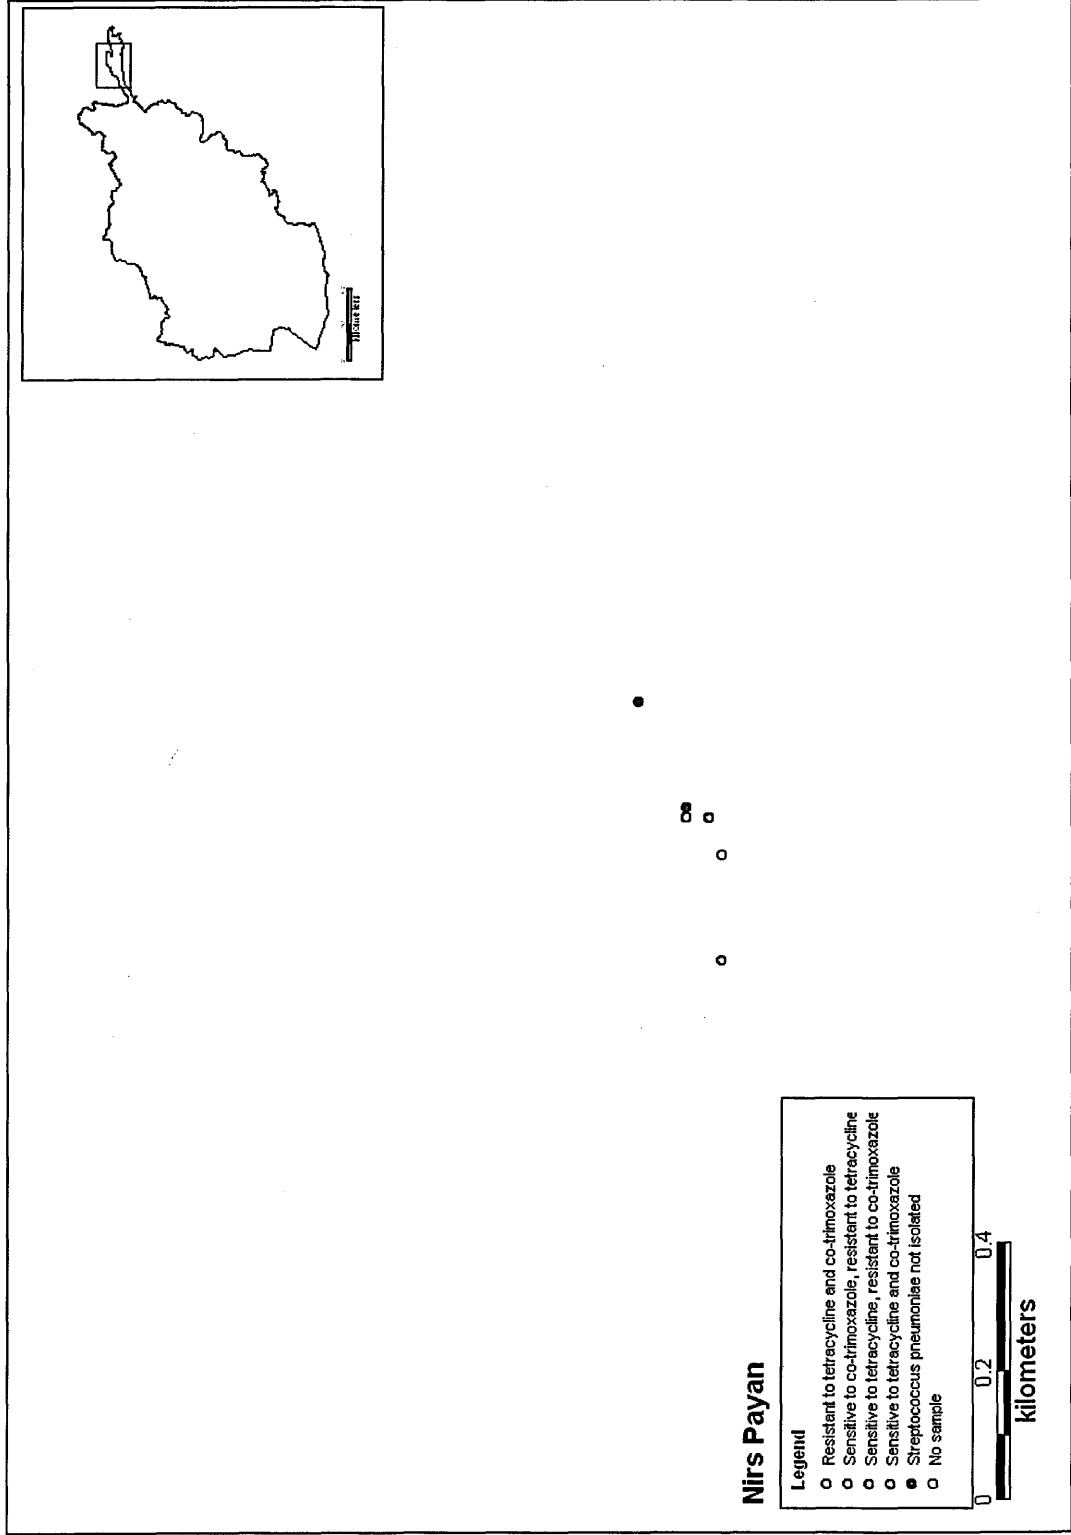 Nirs Payan
Legend
Resistant to tetracycline and co-trimoxazole
Sensitive to co-trimoxazole, resistant to tetracycline
Sensitive to tetracycline, resistant to co-trimoxazole
Sensitive to tetracycline and co-trimoxazole
Streptococcus pneumoniae not isolated
No sample
0 0.2 0.4
kilometers